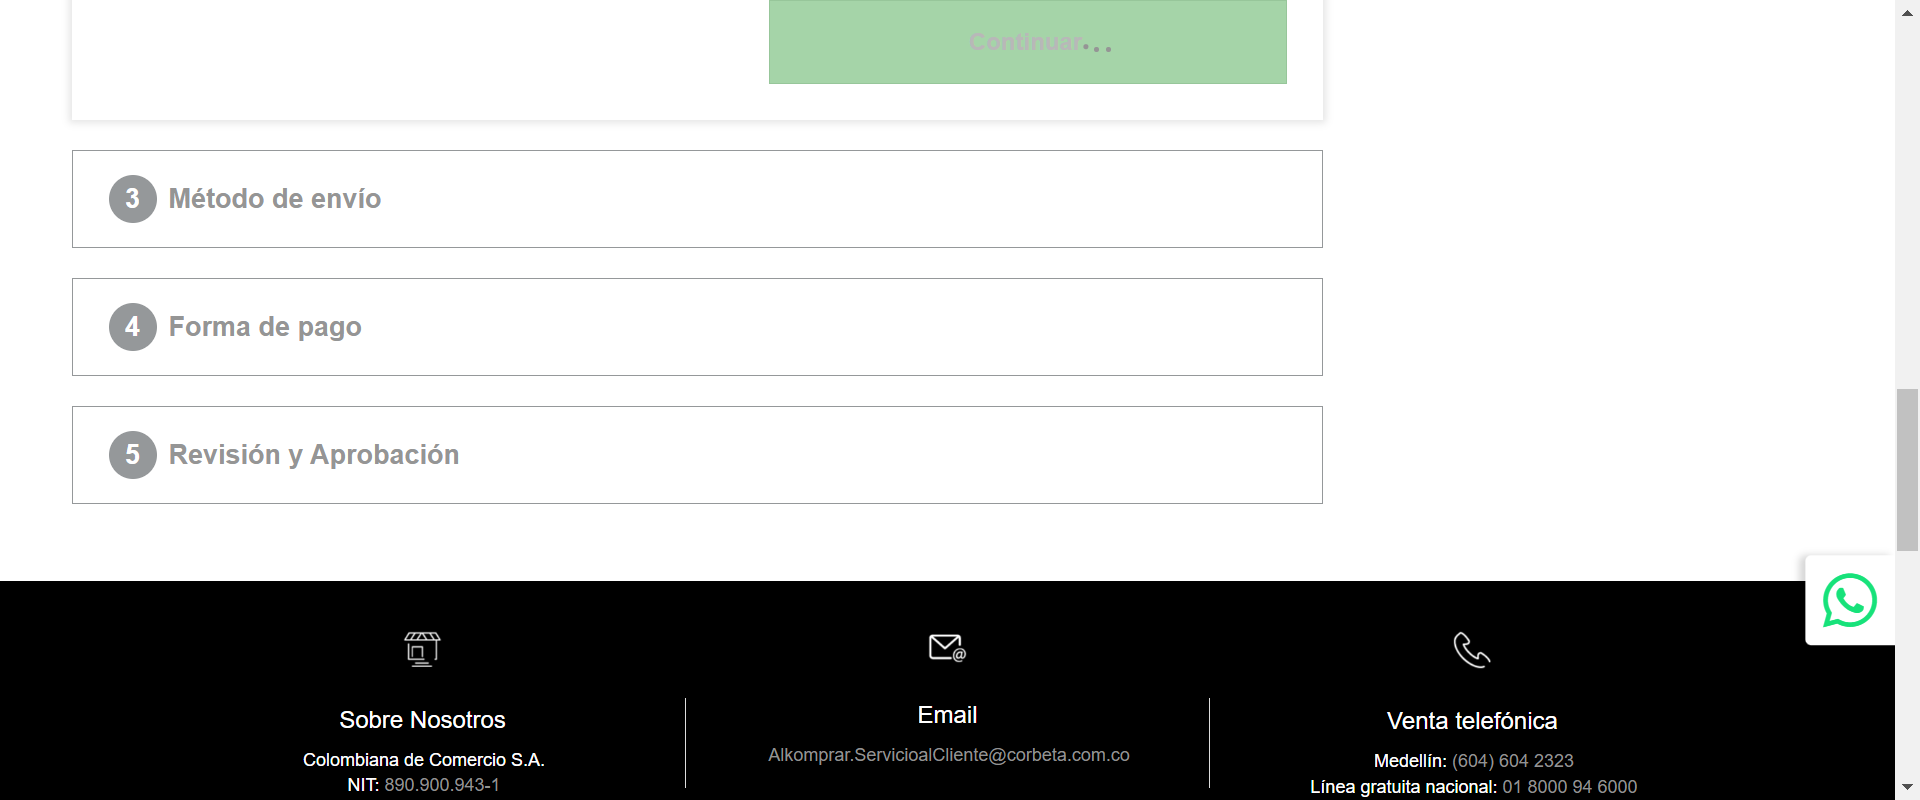 Continuar...
3 Método de envío
4 Forma de pago
5 Revisión y Aprobación
Sobre Nosotros
Colombiana de Comercio S.A.
NIT: 890.900.943-1
Email
Alkomprar.ServicioalCliente@corbeta.com.co
Venta telefónica
Medellín: (604) 604 2323
Línea gratuita nacional: 01 8000 94 6000